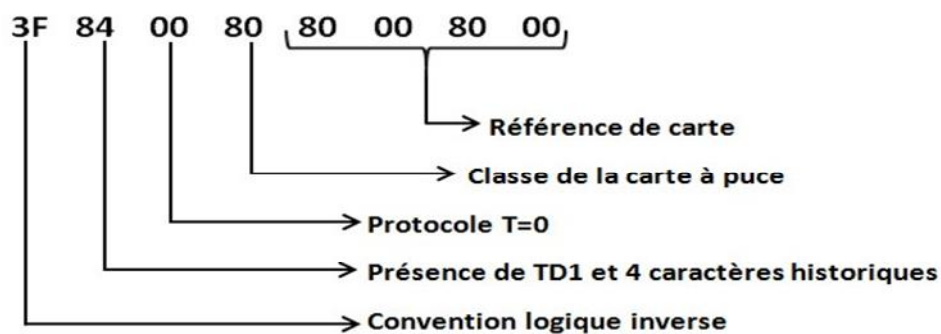 3F 84 00 80 80 00 80 00
Référence de carte
Classe de la carte à puce
Protocole T=0
Présence de TD1 et 4 caractères historiques
Convention logique inverse